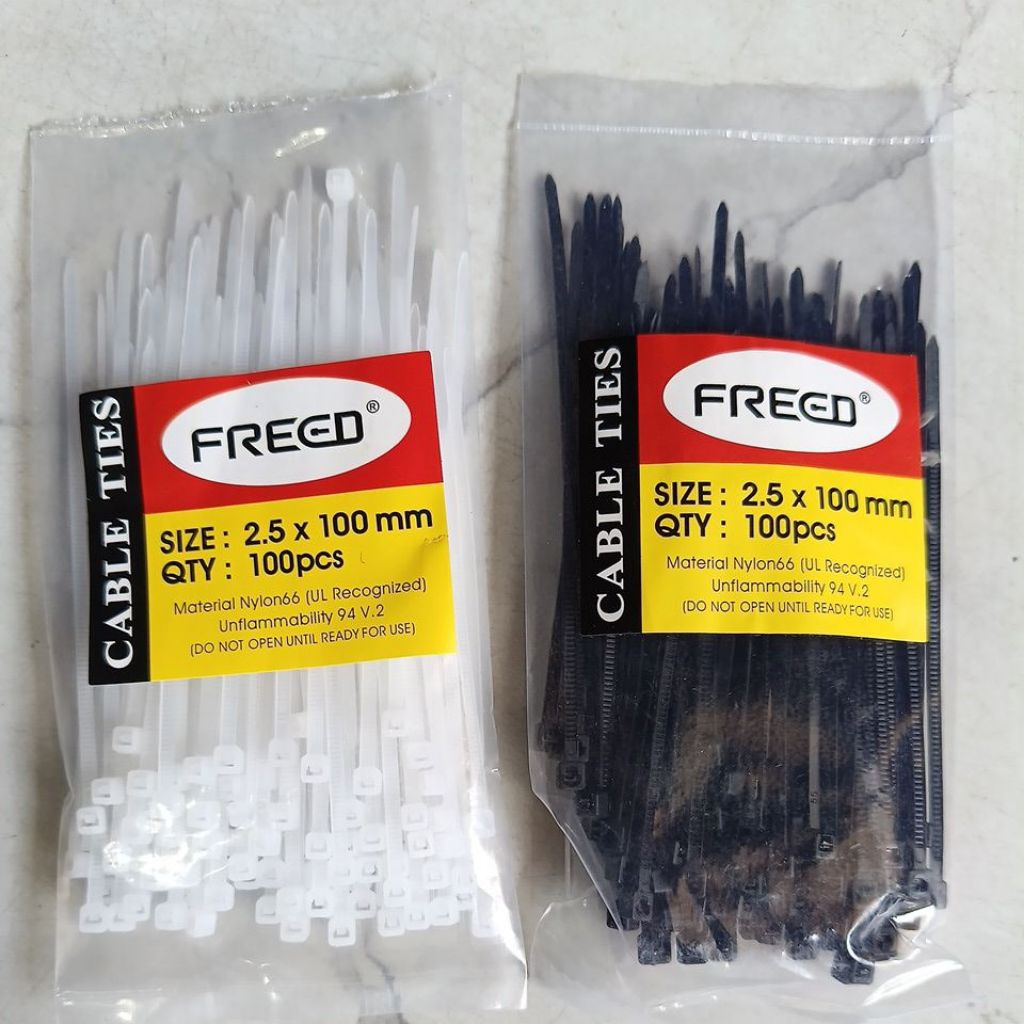 CABLE TIES
FREED®
SIZE : 2.5 x 100 mm
QTY : 100pcs
Material Nylon66 (UL Recognized)
Unflammability 94 V.2
(DO NOT OPEN UNTIL READY FOR USE)
CABLE TIES
FREED®
SIZE : 2.5 x 100 mm
QTY : 100pcs
Material Nylon66 (UL Recognized)
Unflammability 94 V.2
(DO NOT OPEN UNTIL READY FOR USE)